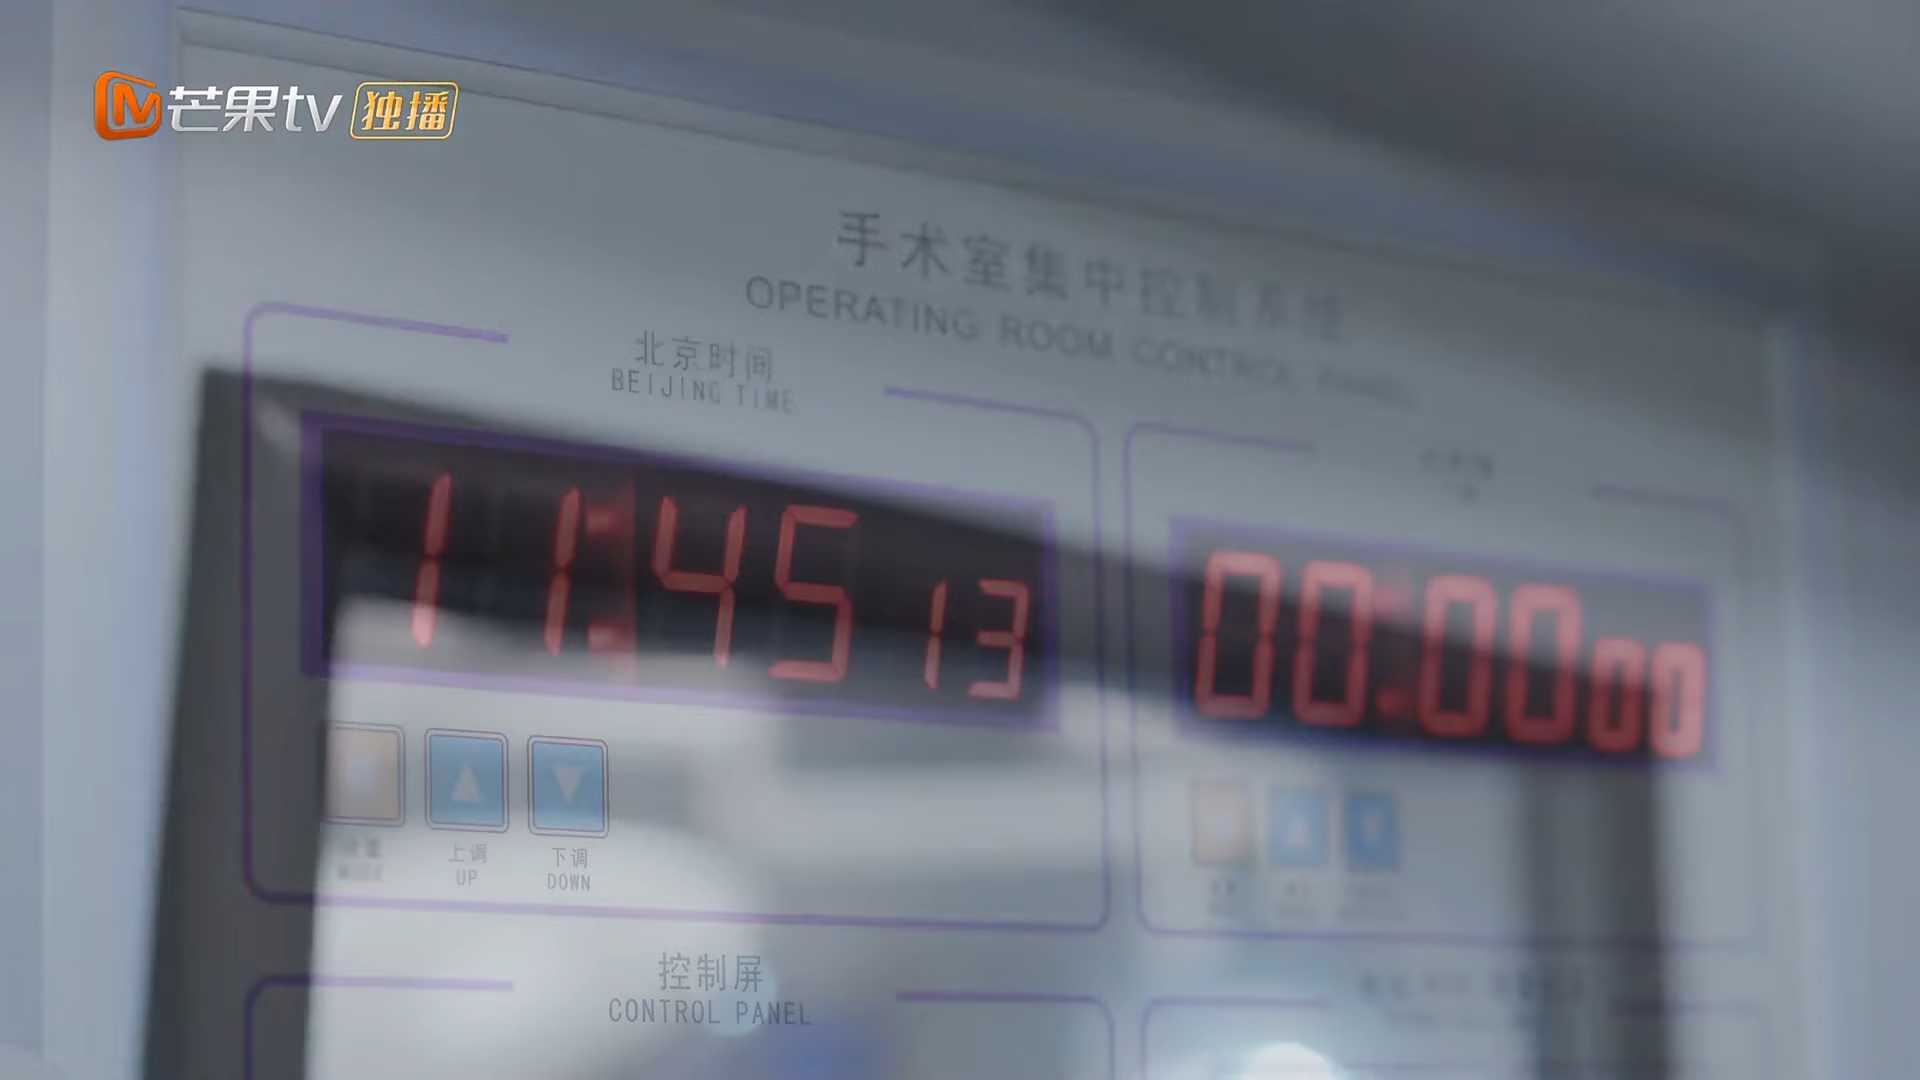 芒果tv 独播
手术室集中控制系统
OPERATING ROOM CONTROL PANEL
北京时间
BEIJING TIME
11:45 13
00:00 00
上调
UP
下调
DOWN
MODE
控制屏
CONTROL PANEL